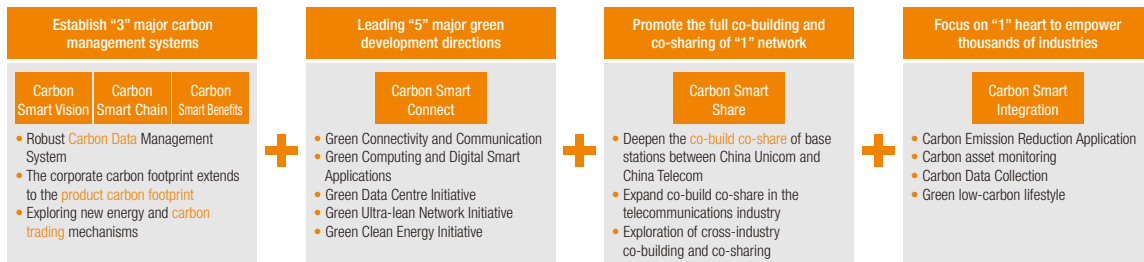 Establish “3” major carbon
management systems
Carbon
Smart Vision
Carbon
Smart Chain
Carbon
Smart Benefits
• Robust Carbon Data Management
System
• The corporate carbon footprint extends
to the product carbon footprint
• Exploring new energy and carbon
trading mechanisms
Leading “5” major green
development directions
Carbon Smart
Connect
• Green Connectivity and Communication
• Green Computing and Digital Smart
Applications
• Green Data Centre Initiative
• Green Ultra-lean Network Initiative
• Green Clean Energy Initiative
Promote the full co-building and
co-sharing of “1” network
Carbon Smart
Share
• Deepen the co-build co-share of base
stations between China Unicom and
China Telecom
• Expand co-build co-share in the
telecommunications industry
• Exploration of cross-industry
co-building and co-sharing
Focus on “1” heart to empower
thousands of industries
Carbon Smart
Integration
• Carbon Emission Reduction Application
• Carbon asset monitoring
• Carbon Data Collection
• Green low-carbon lifestyle